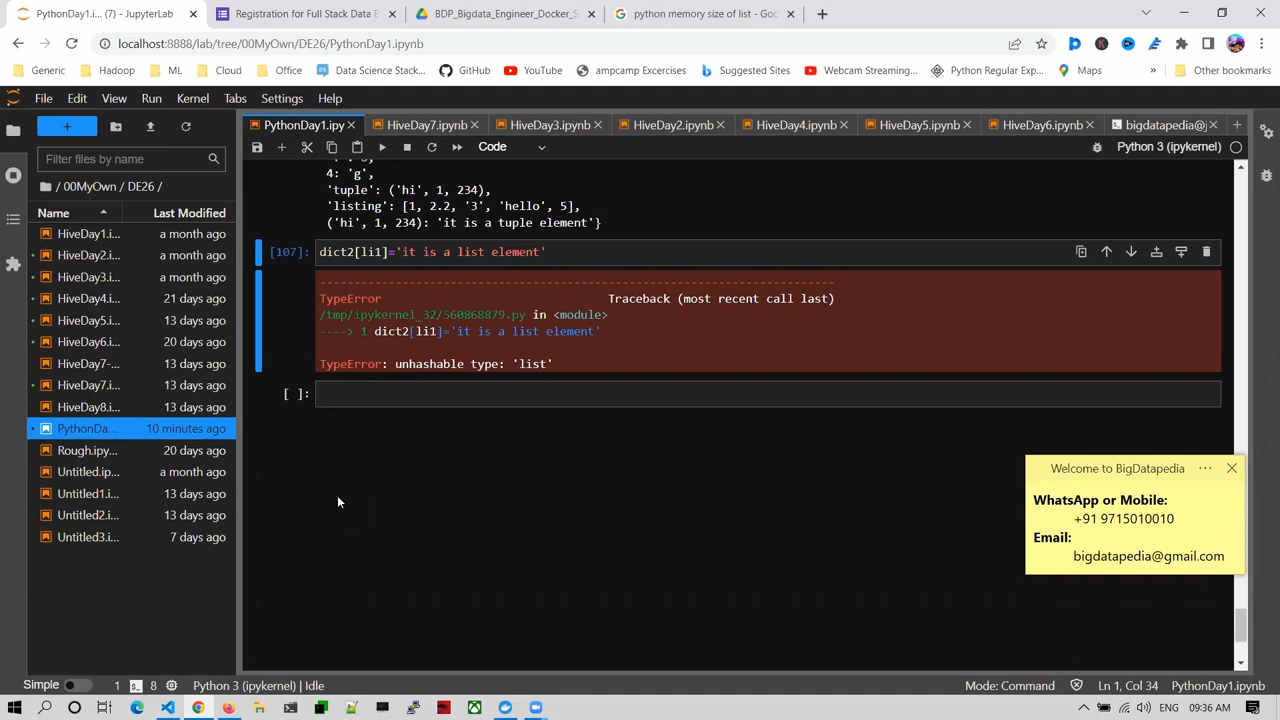 PythonDay1.i... (7) - JupyterLab
Registration for Full Stack Data E
BDP_Bigdata_Engineer_Docker_S
python memory size of list - Goo
localhost:8888/lab/tree/00MyOwn/DE26/PythonDay1.ipynb
Generic
Hadoop
ML
Cloud
Office
Data Science Stack...
GitHub
YouTube
ampcamp Excercises
Suggested Sites
Webcam Streaming...
Python Regular Exp...
Maps
»
Other bookmarks
File Edit View Run Kernel Tabs Settings Help
PythonDay1.ipy
HiveDay7.ipynb
HiveDay3.ipynb
HiveDay2.ipynb
HiveDay4.ipynb
HiveDay5.ipynb
HiveDay6.ipynb
bigdatapedia@j
Code
Python 3 (ipykernel)
Filter files by name
/ 00MyOwn / DE26 /
Name Last Modified
HiveDay1.i... a month ago
HiveDay2.i... a month ago
HiveDay3.i... a month ago
HiveDay4.i... 21 days ago
HiveDay5.i... 13 days ago
HiveDay6.i... 20 days ago
HiveDay7-... 13 days ago
HiveDay7.i... 13 days ago
HiveDay8.i... 13 days ago
PythonDa... 10 minutes ago
Rough.ipy... 20 days ago
Untitled.ip... a month ago
Untitled1.i... 13 days ago
Untitled2.i... 13 days ago
Untitled3.i... 7 days ago
4: 'g',
'tuple': ('hi', 1, 234),
'listing': [1, 2.2, '3', 'hello', 5],
('hi', 1, 234): 'it is a tuple element'}
[107]: dict2[li1]='it is a list element'
---------------------------------------------------------------------------
TypeError Traceback (most recent call last)
/tmp/ipykernel_32/560868879.py in <module>
----> 1 dict2[li1]='it is a list element'
TypeError: unhashable type: 'list'
[ ]:
Welcome to BigDatapedia
WhatsApp or Mobile:
+91 9715010010
Email:
bigdatapedia@gmail.com
Simple 1 8 Python 3 (ipykernel) | Idle
Mode: Command Ln 1, Col 34 PythonDay1.ipynb
ENG 09:36 AM